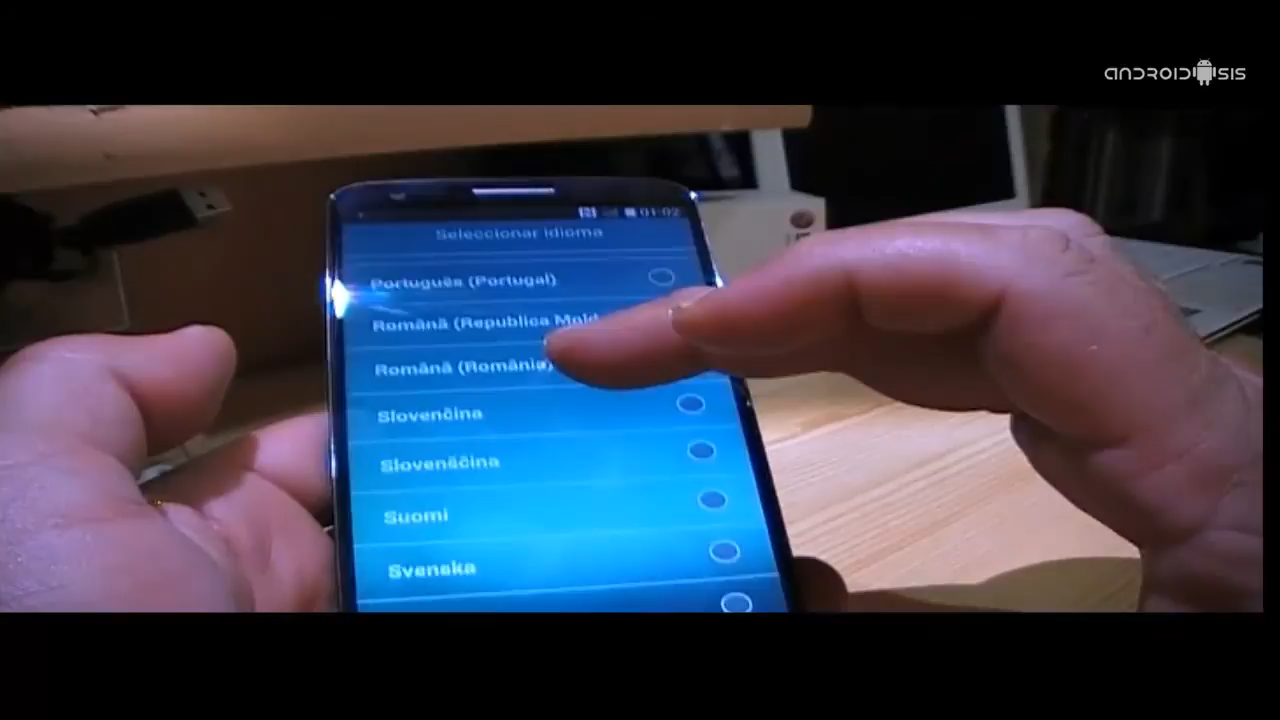 ANDROIDSIS
01:02
Seleccionar idioma
Português (Portugal)
Română (Republica Mold
Română (România)
Slovenčina
Slovenščina
Suomi
Svenska